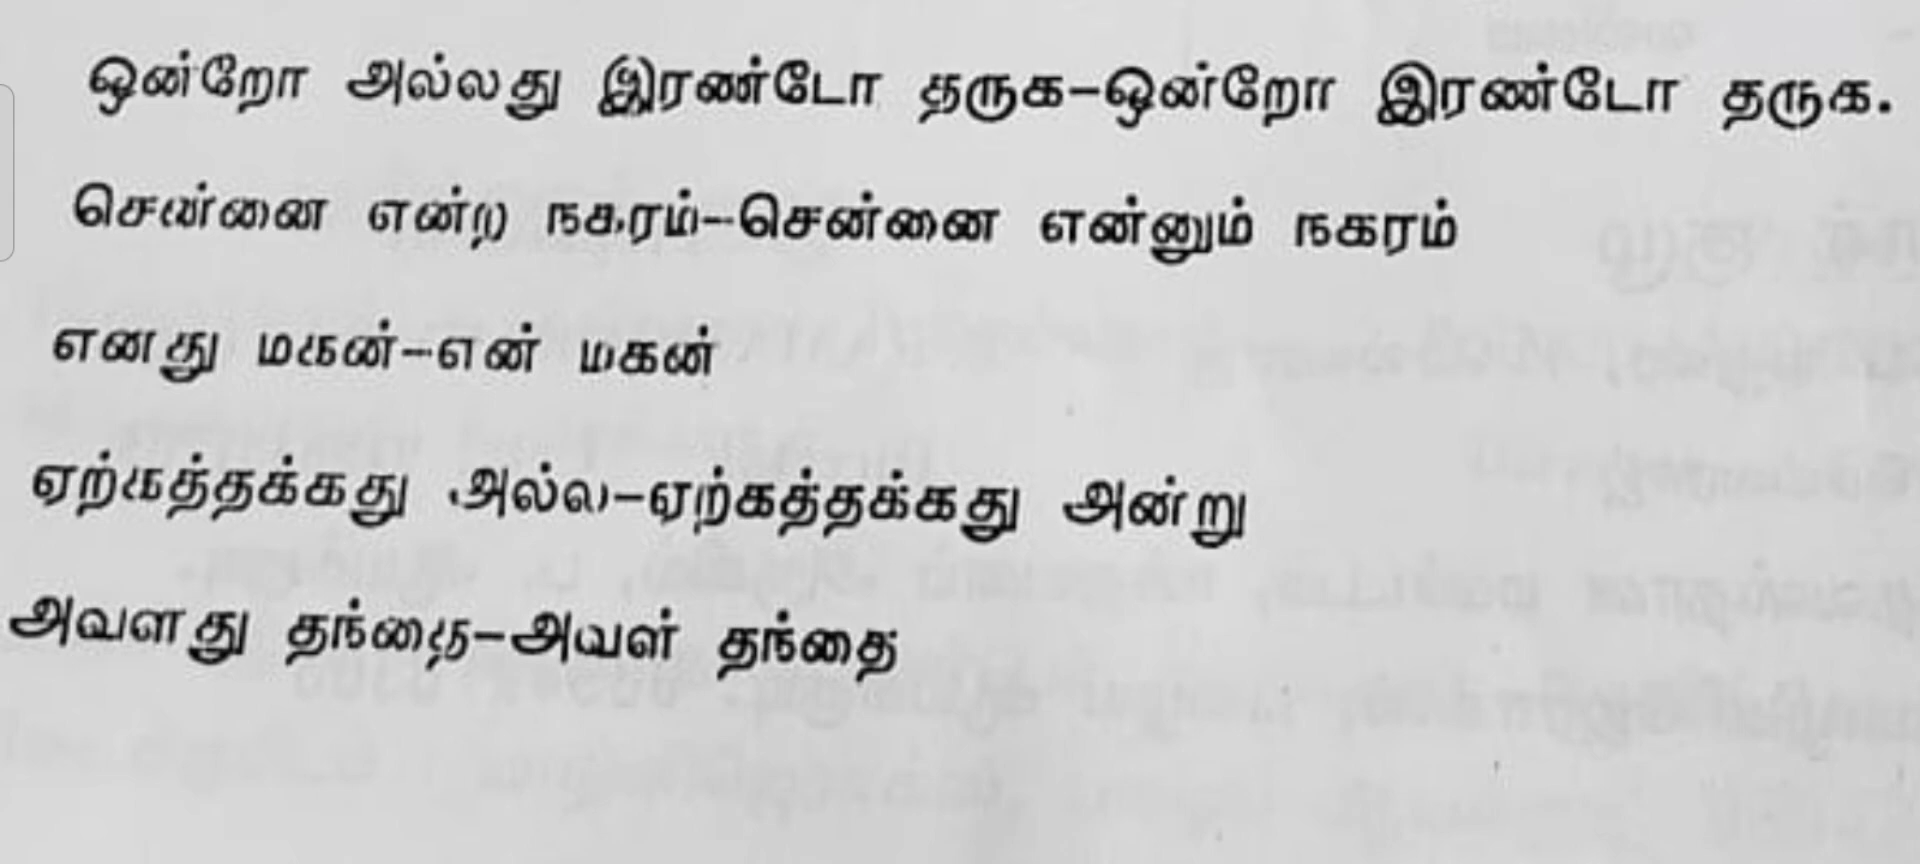 ஒன்றோ அல்லது இரண்டோ தருக-ஒன்றோ இரண்டோ தருக.
சென்னை என்ற நகரம்-சென்னை என்னும் நகரம்
எனது மகன்-என் மகன்
ஏற்கத்தக்கது அல்ல-ஏற்கத்தக்கது அன்று
அவளது தந்தை-அவள் தந்தை